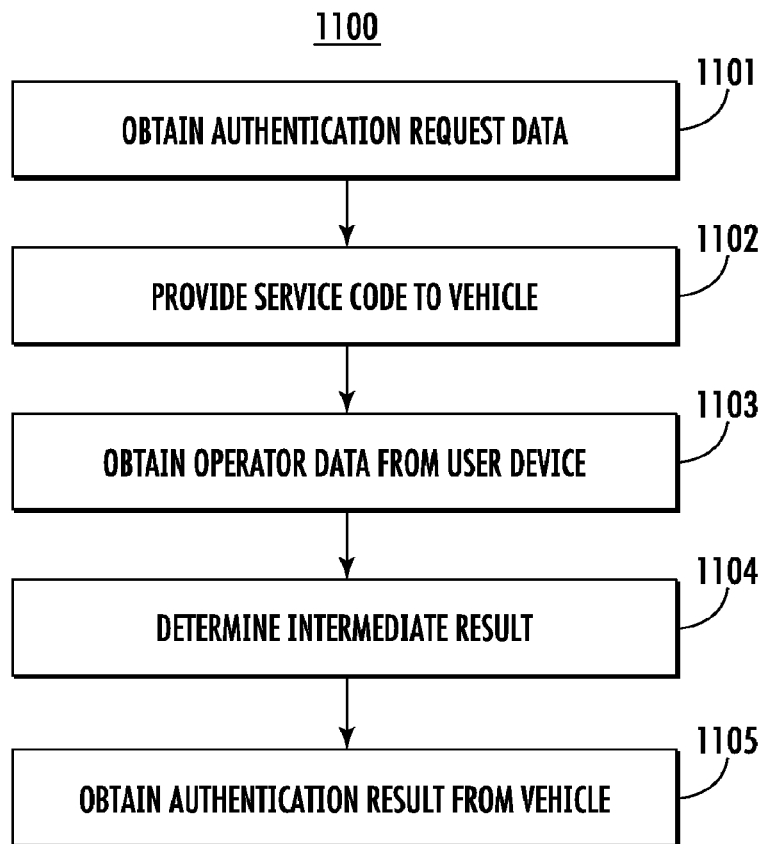 1100
1101
OBTAIN AUTHENTICATION REQUEST DATA
1102
PROVIDE SERVICE CODE TO VEHICLE
1103
OBTAIN OPERATOR DATA FROM USER DEVICE
1104
DETERMINE INTERMEDIATE RESULT
1105
OBTAIN AUTHENTICATION RESULT FROM VEHICLE